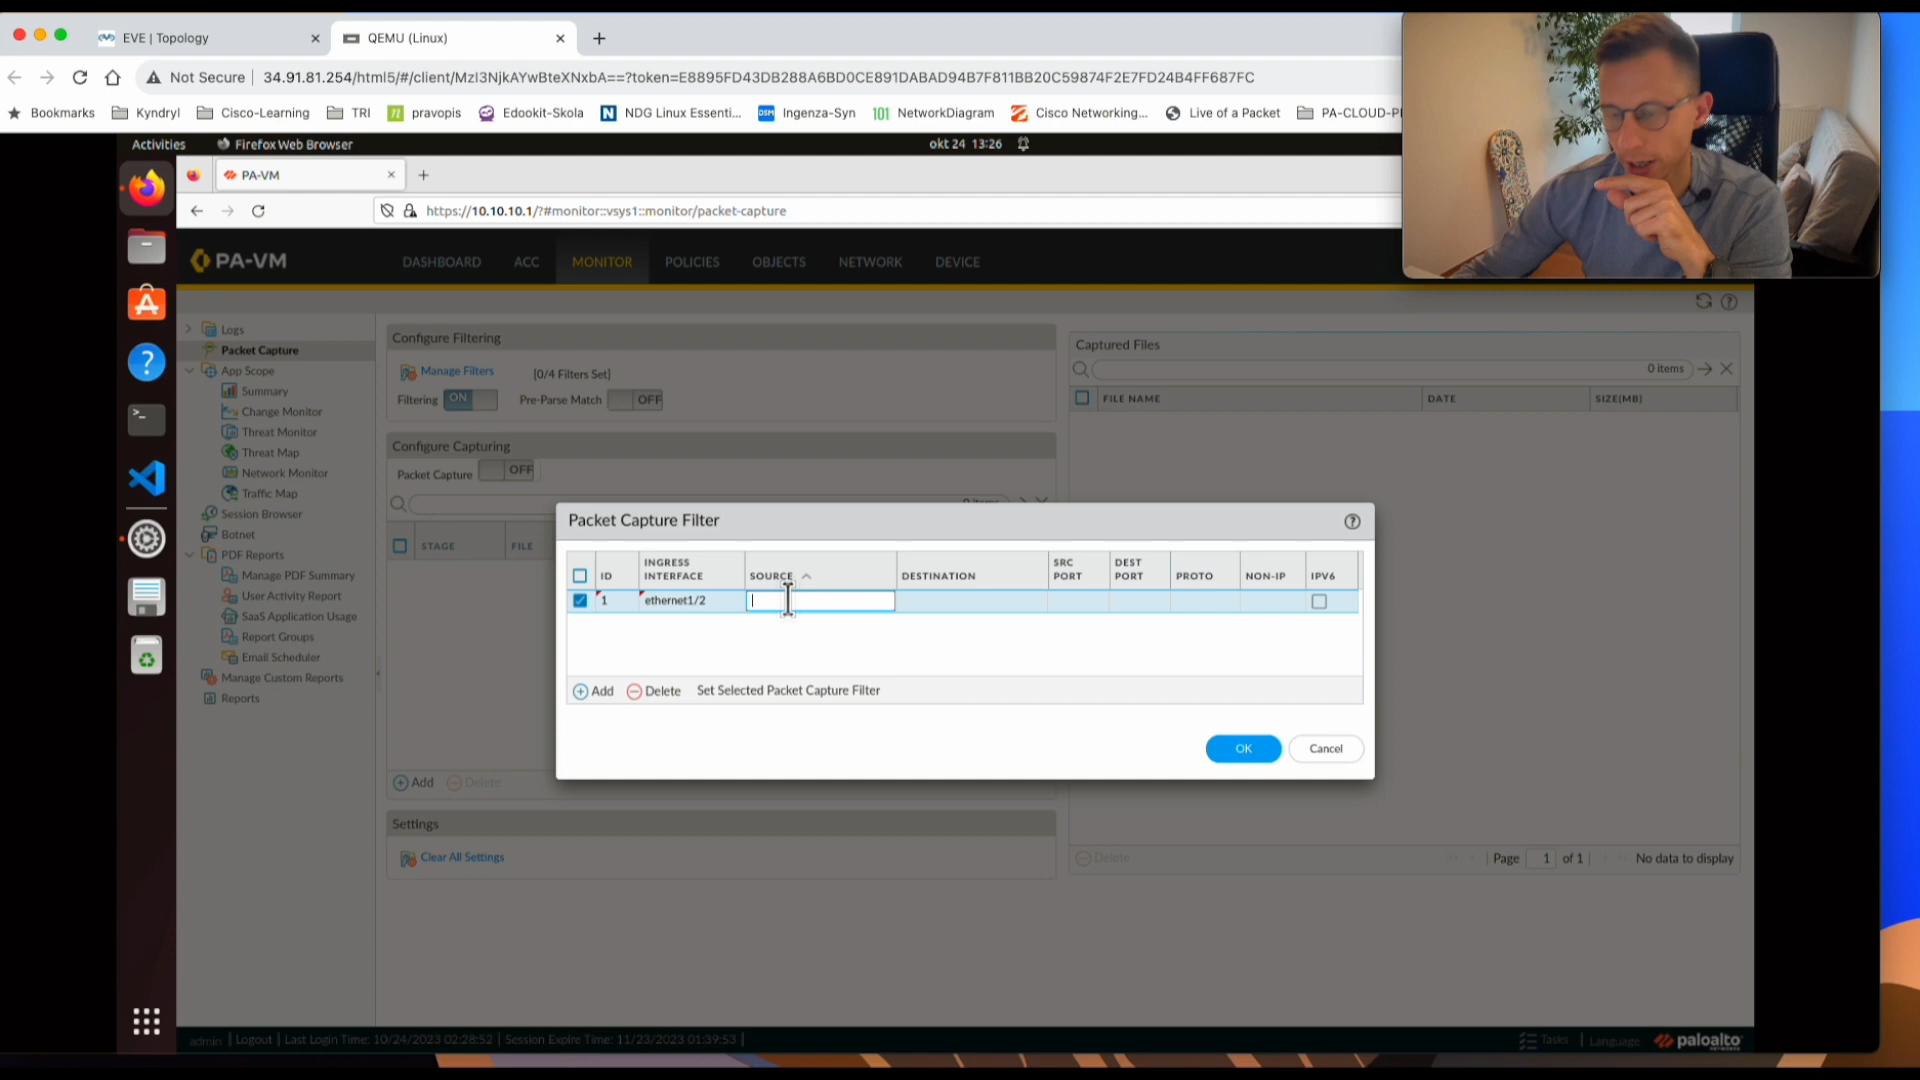 EVE | Topology
QEMU (Linux)
Not Secure
34.91.81.254/html5/#/client/MzI3NjkAYwBteXNxbA==?token=E8895FD43DB288A6BD0CE891DABAD94B7F811BB20C59874F2E7FD24B4FF687FC
Bookmarks Kyndryl Cisco-Learning TRI pravopis Edookit-Skola NDG Linux Essenti... Ingenza-Syn NetworkDiagram Cisco Networking... Live of a Packet PA-CLOUD-P
Activities Firefox Web Browser okt 24 13:26
PA-VM
https://10.10.10.1/?#monitor::vsys1::monitor/packet-capture
PA-VM DASHBOARD ACC MONITOR POLICIES OBJECTS NETWORK DEVICE
Logs
Packet Capture
App Scope
Summary
Change Monitor
Threat Monitor
Threat Map
Network Monitor
Traffic Map
Session Browser
Botnet
PDF Reports
Manage PDF Summary
User Activity Report
SaaS Application Usage
Report Groups
Email Scheduler
Manage Custom Reports
Reports
Configure Filtering
Manage Filters [0/4 Filters Set]
Filtering ON Pre-Parse Match OFF
Configure Capturing
Packet Capture OFF
STAGE FILE
Add Delete
Settings
Clear All Settings
Captured Files
0 items
FILE NAME DATE SIZE(MB)
Delete Page 1 of 1 No data to display
Packet Capture Filter
ID INGRESS INTERFACE SOURCE DESTINATION SRC PORT DEST PORT PROTO NON-IP IPV6
1 ethernet1/2
Add Delete Set Selected Packet Capture Filter
OK Cancel
admin | Logout | Last Login Time: 10/24/2023 02:28:52 | Session Expire Time: 11/23/2023 01:39:53 |
Tasks | Language paloalto